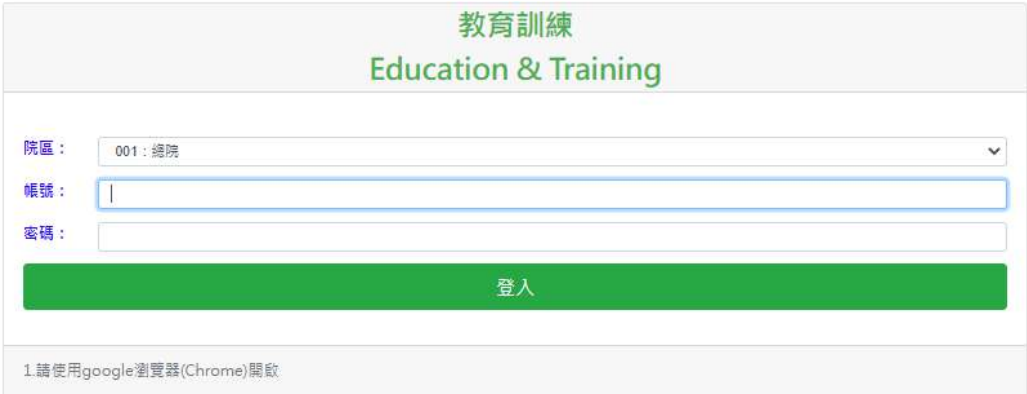 教育訓練
Education & Training
院區：
001：總院
帳號：
密碼：
登入
1.請使用google瀏覽器(Chrome)開啟